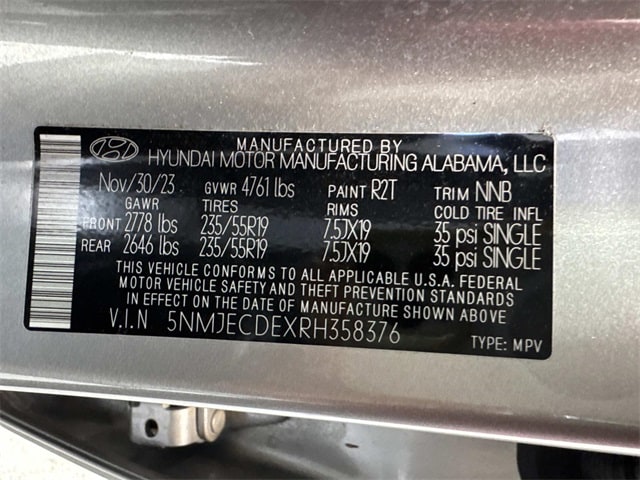 MANUFACTURED BY
HYUNDAI MOTOR MANUFACTURING ALABAMA, LLC
Nov/30/23 GVWR 4761 lbs PAINT R2T TRIM NNB
GAWR TIRES RIMS COLD TIRE INFL
FRONT 2778 lbs 235/55R19 7.5JX19 35 psi SINGLE
REAR 2646 lbs 235/55R19 7.5JX19 35 psi SINGLE
THIS VEHICLE CONFORMS TO ALL APPLICABLE U.S.A. FEDERAL
MOTOR VEHICLE SAFETY AND THEFT PREVENTION STANDARDS
IN EFFECT ON THE DATE OF MANUFACTURE SHOWN ABOVE
V.I.N 5NMJECDEXRH358376
TYPE: MPV